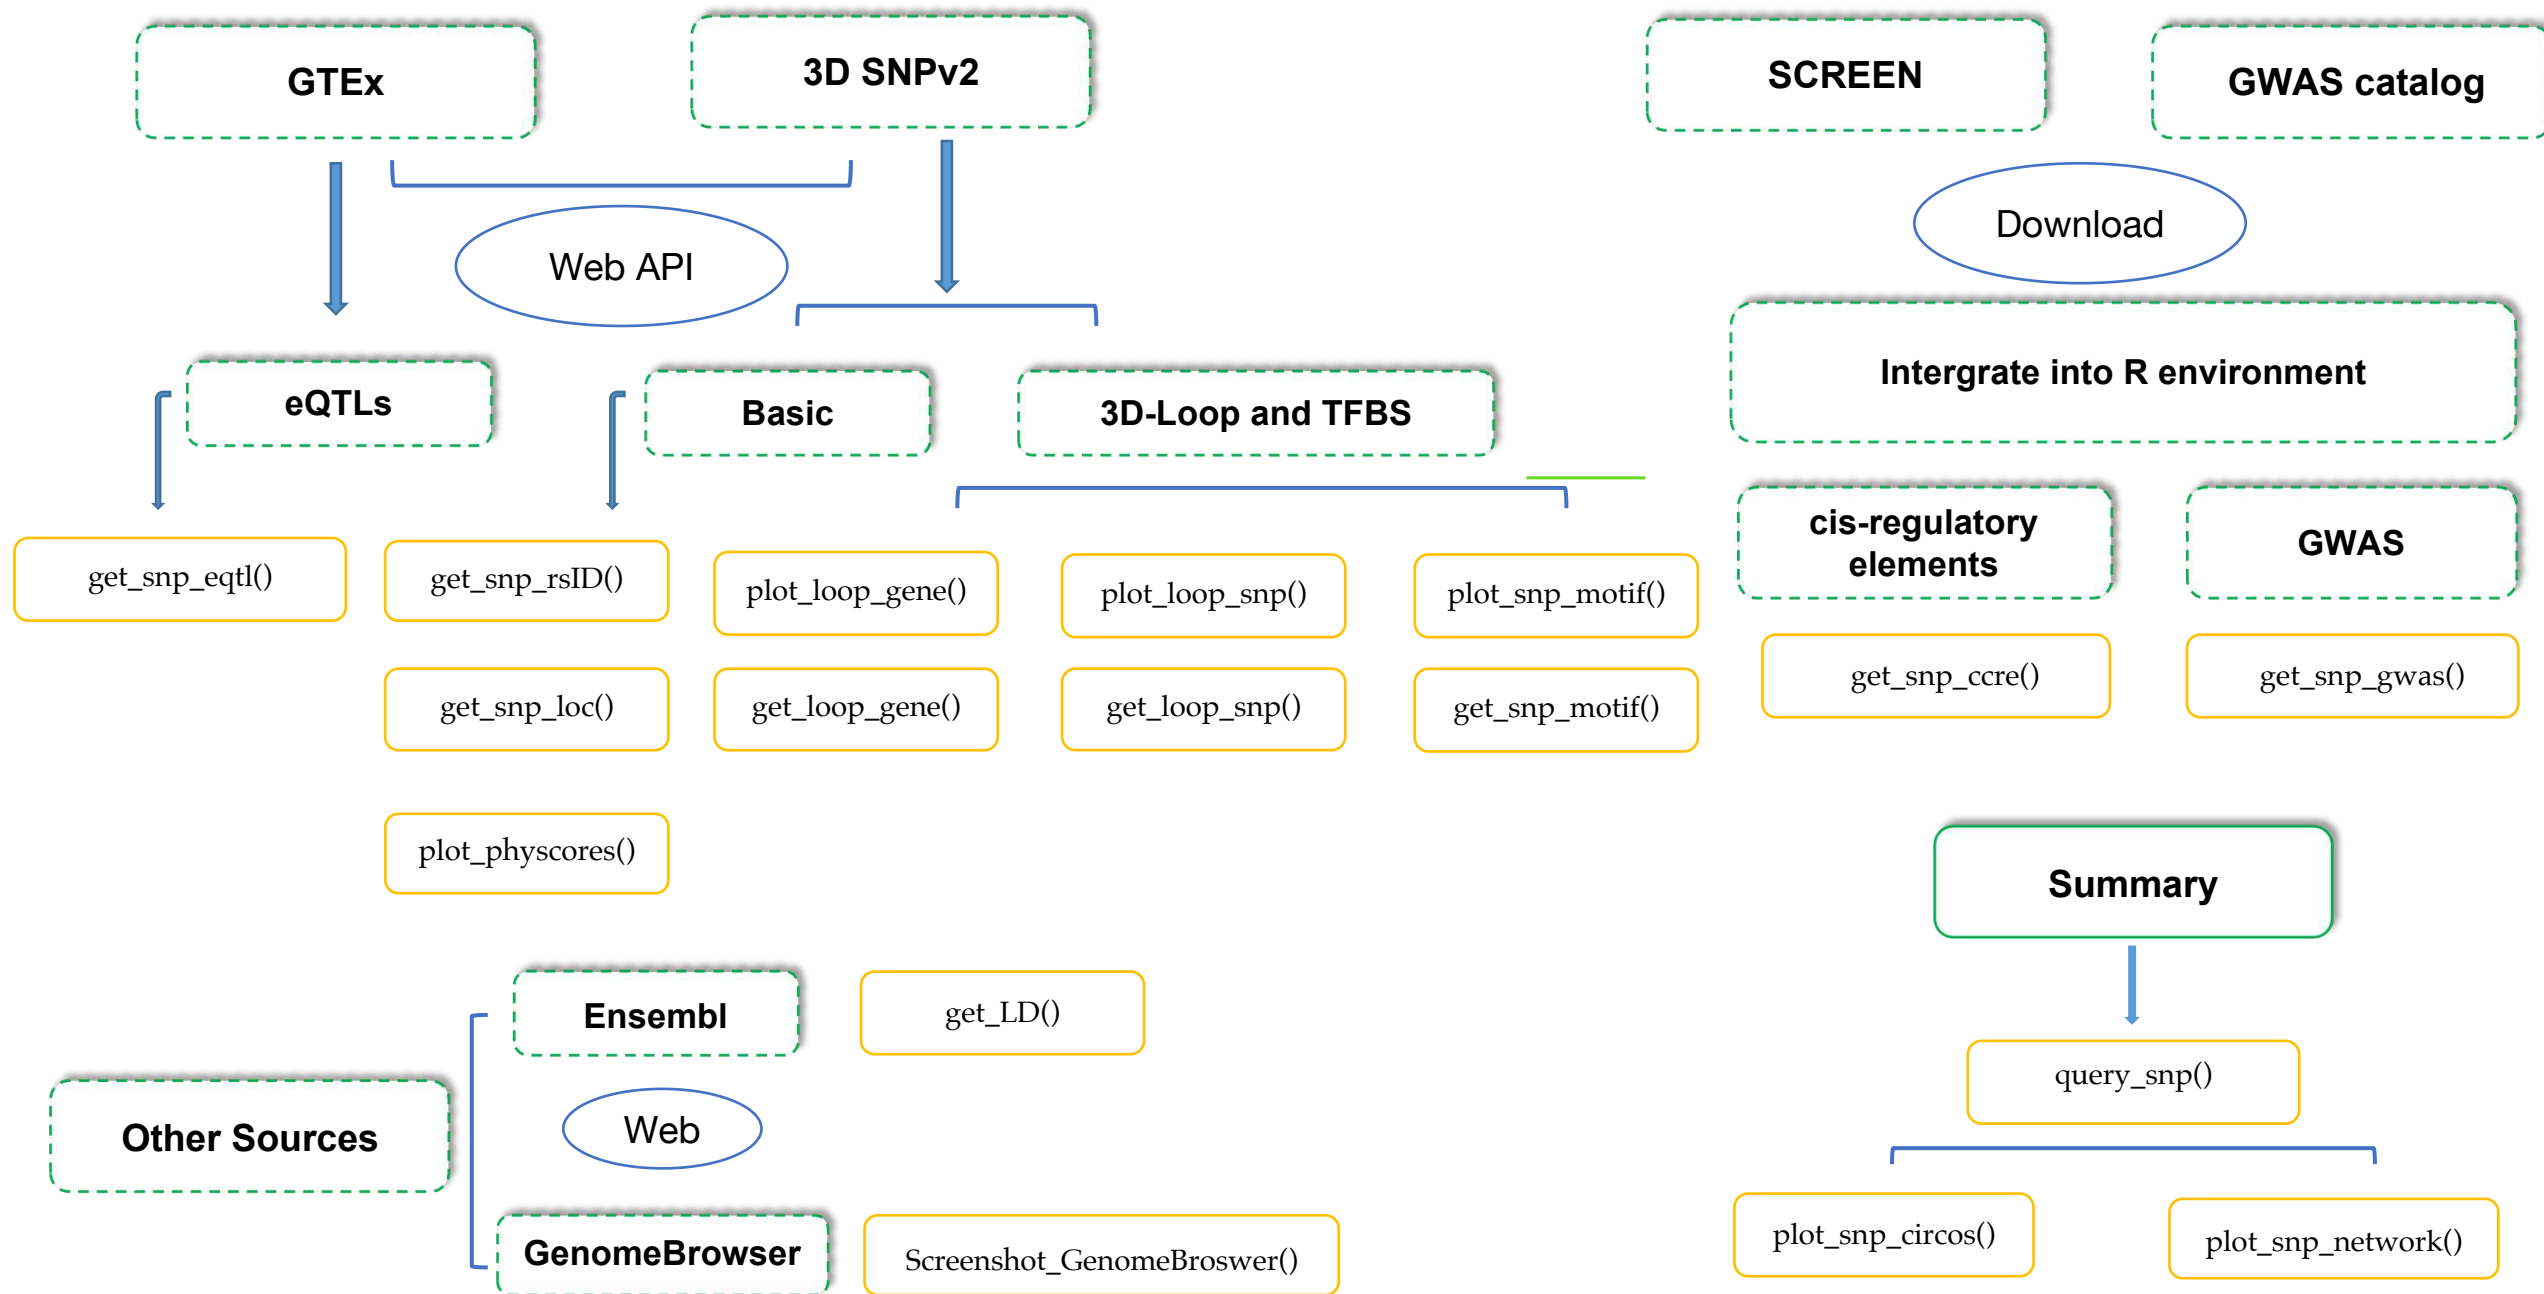 GTEx
3D SNPv2
SCREEN
GWAS catalog
Web API
Download
eQTLs
Basic
3D-Loop and TFBS
Intergrate into R environment
cis-regulatory
elements
GWAS
get_snp_eqtl()
get_snp_rsID()
plot_loop_gene()
plot_loop_snp()
plot_snp_motif()
get_snp_ccre()
get_snp_gwas()
get_snp_loc()
get_loop_gene()
get_loop_snp()
get_snp_motif()
plot_physcores()
Summary
Ensembl
get_LD()
query_snp()
Other Sources
Web
GenomeBrowser
Screenshot_GenomeBroswer()
plot_snp_circos()
plot_snp_network()